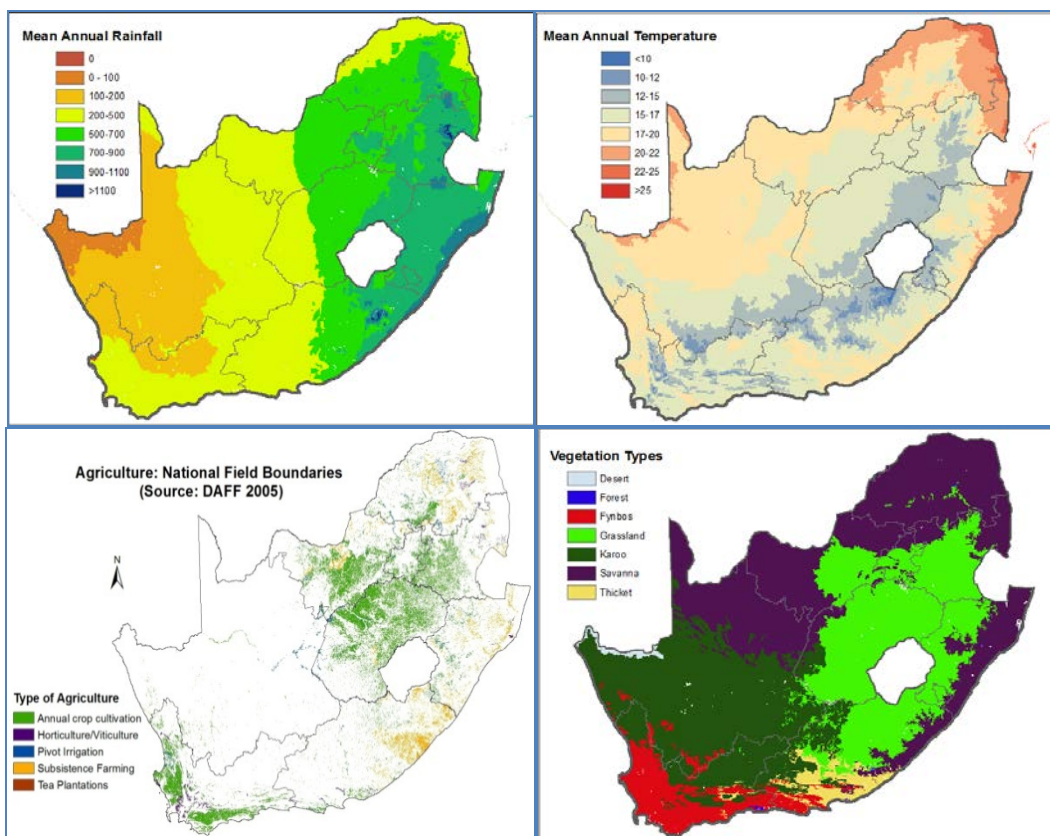 Mean Annual Rainfall
0
0 - 100
100-200
200-500
500-700
700-900
900-1100
>1100
Mean Annual Temperature
<10
10-12
12-15
15-17
17-20
20-22
22-25
>25
Agriculture: National Field Boundaries
(Source: DAFF 2005)
N
Type of Agriculture
Annual crop cultivation
Horticulture/Viticulture
Pivot Irrigation
Subsistence Farming
Tea Plantations
Vegetation Types
Desert
Forest
Fynbos
Grassland
Karoo
Savanna
Thicket